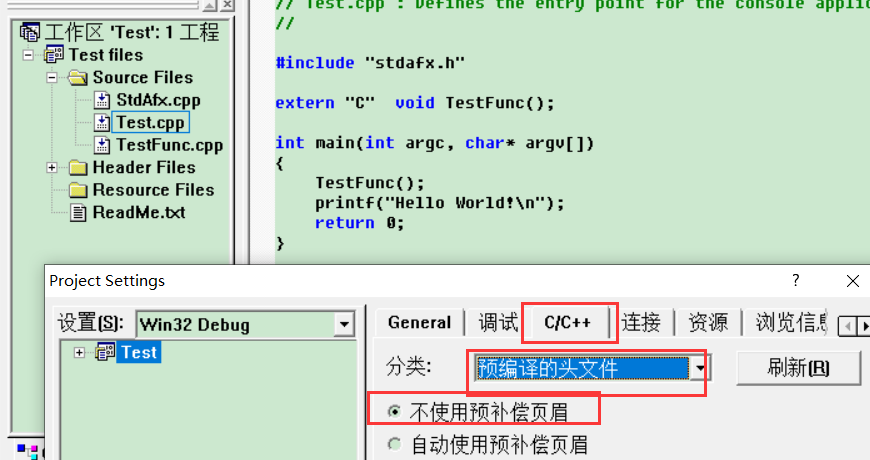 工作区 'Test': 1 工程
Test files
Source Files
StdAfx.cpp
Test.cpp
TestFunc.cpp
Header Files
Resource Files
ReadMe.txt
// Test.cpp : Defines the entry point for the console applic
//
#include "stdafx.h"
extern "C"  void TestFunc();
int main(int argc, char* argv[])
{
TestFunc();
printf("Hello World!\n");
return 0;
}
Project Settings
设置(S):
Win32 Debug
Test
General
调试
C/C++
连接
资源
浏览信息
分类:
预编译的头文件
刷新(R)
不使用预补偿页眉
自动使用预补偿页眉